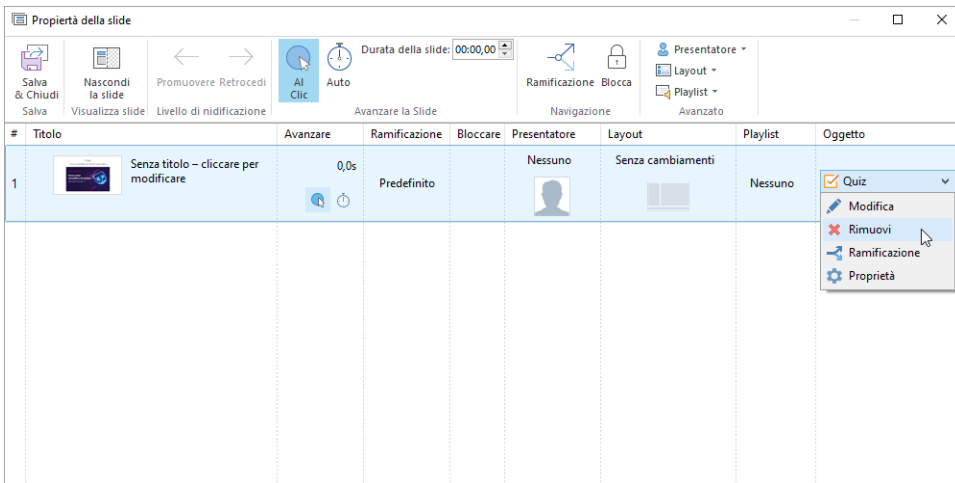 Propiertà della slide
Salva & Chiudi
Nascondi la slide
Promuovere Retrocedi
Al Clic
Auto
Durata della slide: 00:00,00
Ramificazione
Blocca
Presentatore
Layout
Playlist
Salva
Visualizza slide
Livello di nidificazione
Avanzare la Slide
Navigazione
Avanzato
# Titolo Avanzare Ramificazione Bloccare Presentatore Layout Playlist Oggetto
1
Senza titolo – cliccare per
modificare
0,0s
Predefinito
Nessuno
Senza cambiamenti
Nessuno
Quiz
Modifica
Rimuovi
Ramificazione
Proprietà